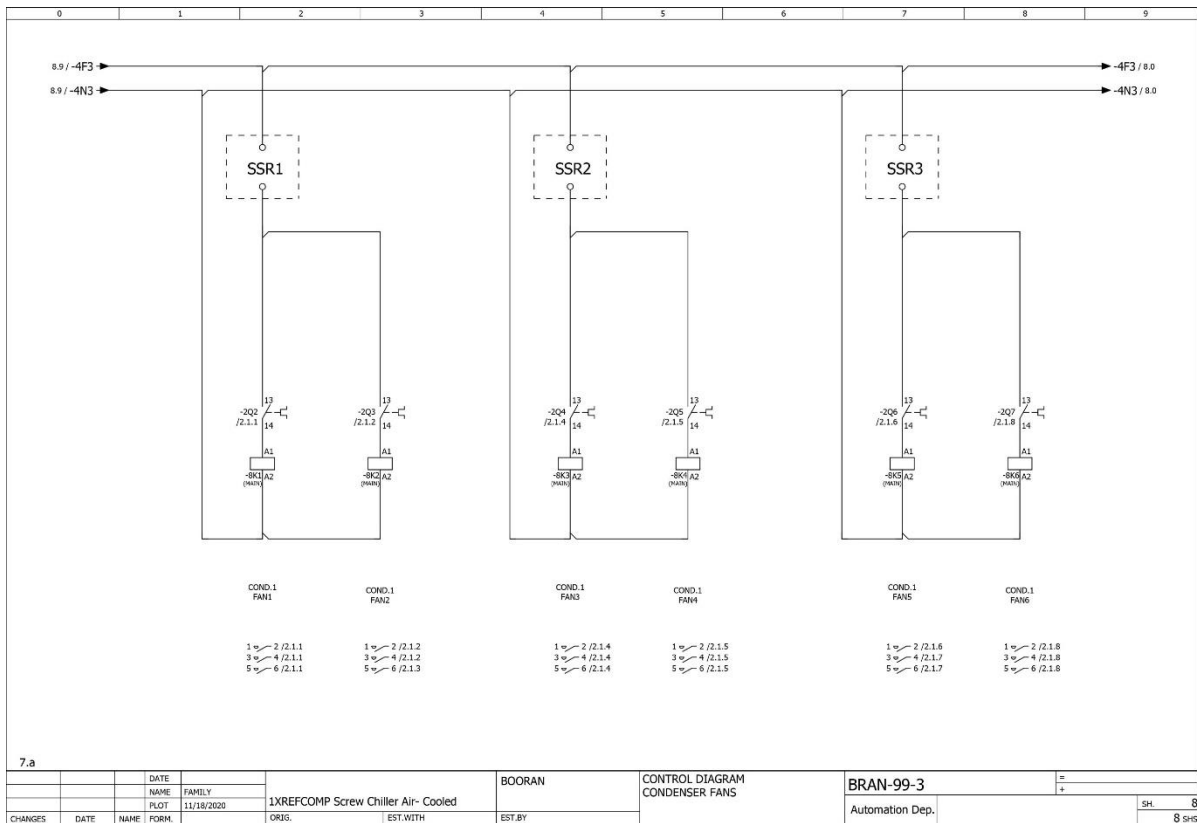 0 1 2 3 4 5 6 7 8 9
8.9 / -4F3 -4F3 / 8.0
8.9 / -4N3 -4N3 / 8.0
SSR1 SSR2 SSR3
13 13 13 13 13 13
-2Q2 -2Q3 -2Q4 -2Q5 -2Q6 -2Q7
/2.1.1 14 /2.1.2 14 /2.1.4 14 /2.1.5 14 /2.1.6 14 /2.1.8 14
A1 A1 A1 A1 A1 A1
-8K1 A2 -8K2 A2 -8K3 A2 -8K4 A2 -8K5 A2 -8K6 A2
(MAIN) (MAIN) (MAIN) (MAIN) (MAIN) (MAIN)
COND.1 COND.1 COND.1 COND.1 COND.1 COND.1
FAN1 FAN2 FAN3 FAN4 FAN5 FAN6
1 2 /2.1.1 1 2 /2.1.2 1 2 /2.1.4 1 2 /2.1.5 1 2 /2.1.6 1 2 /2.1.8
3 4 /2.1.1 3 4 /2.1.2 3 4 /2.1.4 3 4 /2.1.5 3 4 /2.1.7 3 4 /2.1.8
5 6 /2.1.1 5 6 /2.1.3 5 6 /2.1.4 5 6 /2.1.5 5 6 /2.1.7 5 6 /2.1.8
7.a
DATE BOORAN CONTROL DIAGRAM BRAN-99-3 =
NAME FAMILY CONDENSER FANS +
PLOT 11/18/2020 1XREFCOMP Screw Chiller Air- Cooled Automation Dep. SH. 8
CHANGES DATE NAME FORM. ORIG. EST.WITH EST.BY 8 SHS